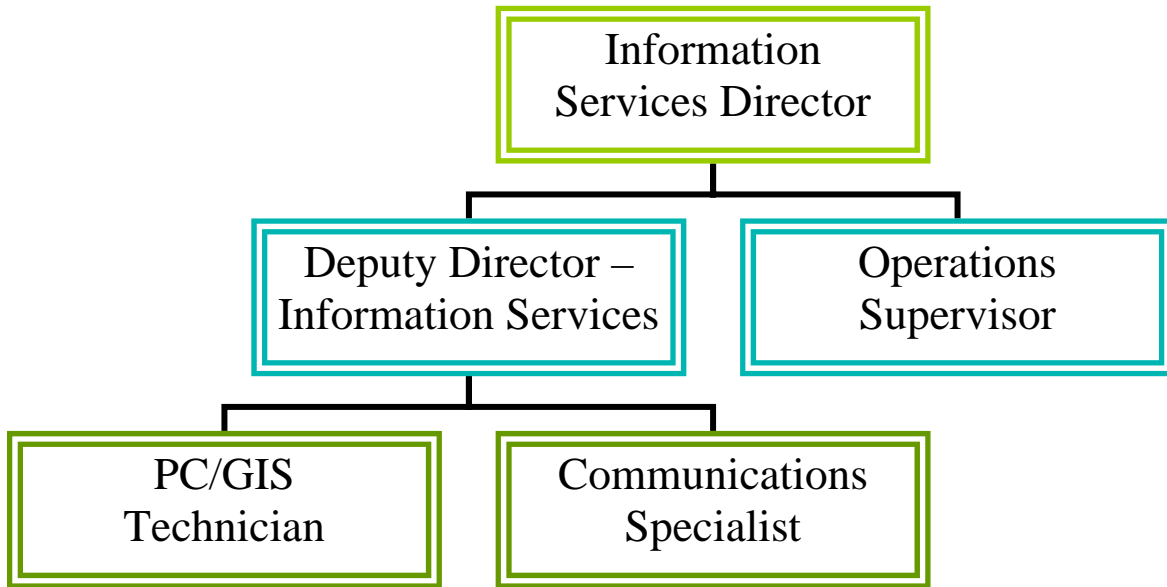 Information
Services Director
Deputy Director –
Information Services
Operations
Supervisor
PC/GIS
Technician
Communications
Specialist